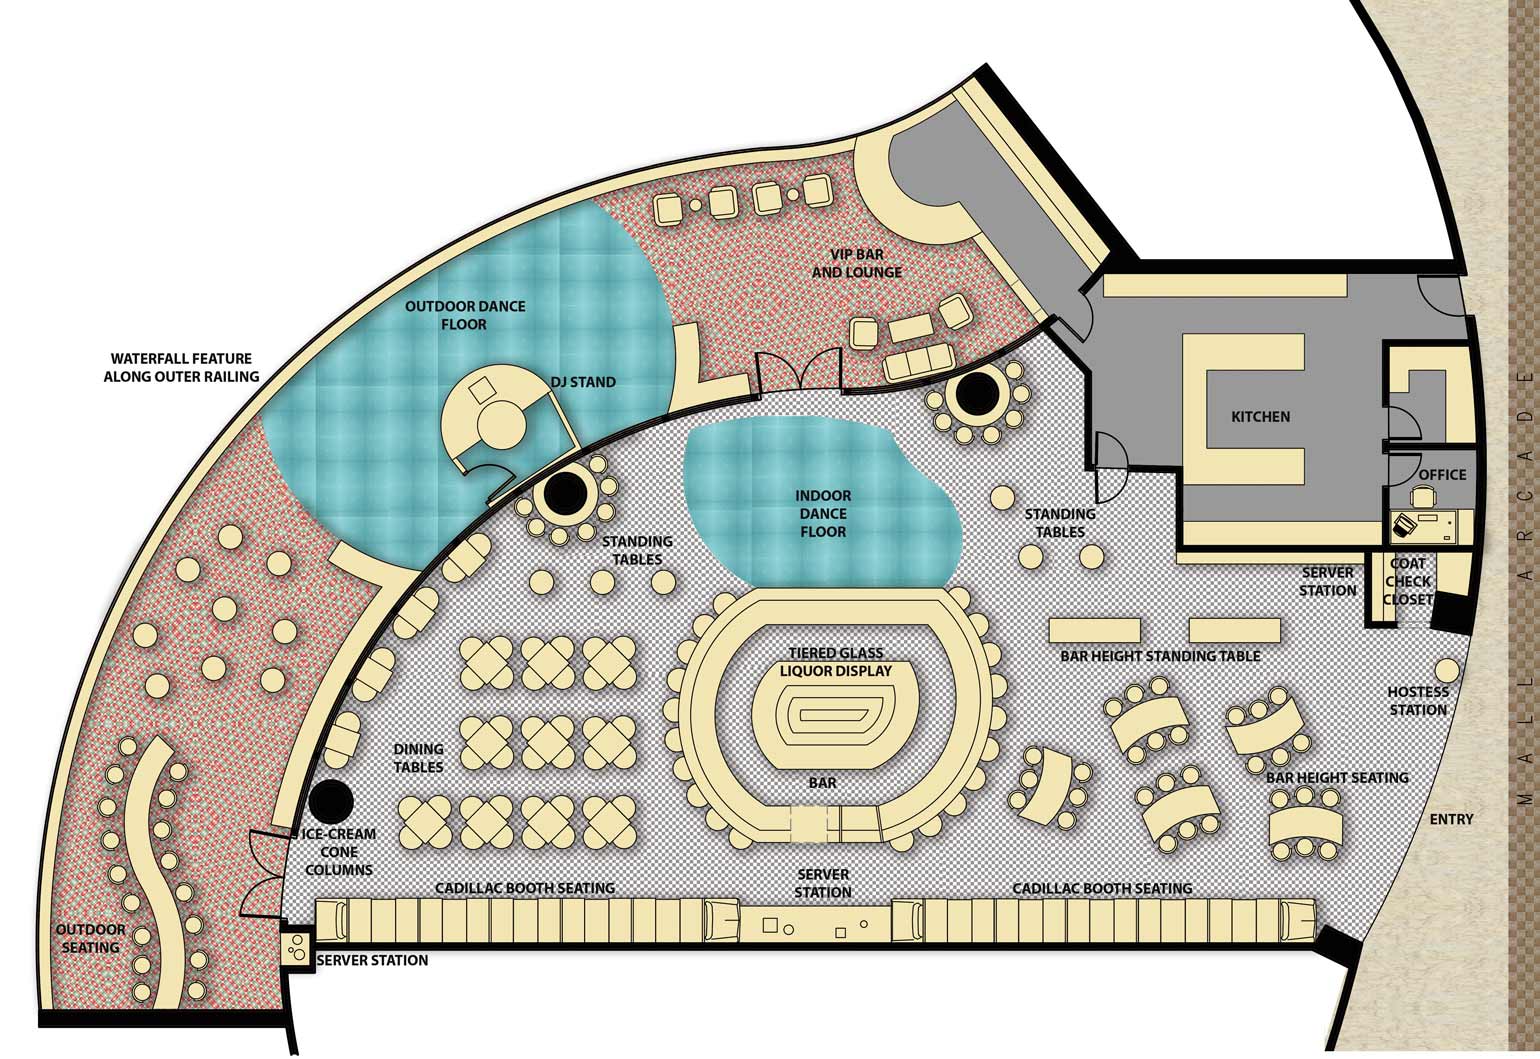 VIP BAR
AND LOUNGE
OUTDOOR DANCE
FLOOR
WATERFALL FEATURE
ALONG OUTER RAILING
DJ STAND
KITCHEN
OFFICE
INDOOR
DANCE
FLOOR
STANDING
TABLES
STANDING
TABLES
SERVER
STATION
COAT
CHECK
CLOSET
TIERED GLASS
LIQUOR DISPLAY
BAR HEIGHT STANDING TABLE
HOSTESS
STATION
DINING
TABLES
BAR
BAR HEIGHT SEATING
ENTRY
ICE-CREAM
CONE
COLUMNS
CADILLAC BOOTH SEATING
SERVER
STATION
CADILLAC BOOTH SEATING
OUTDOOR
SEATING
SERVER STATION
MALL ARCADE